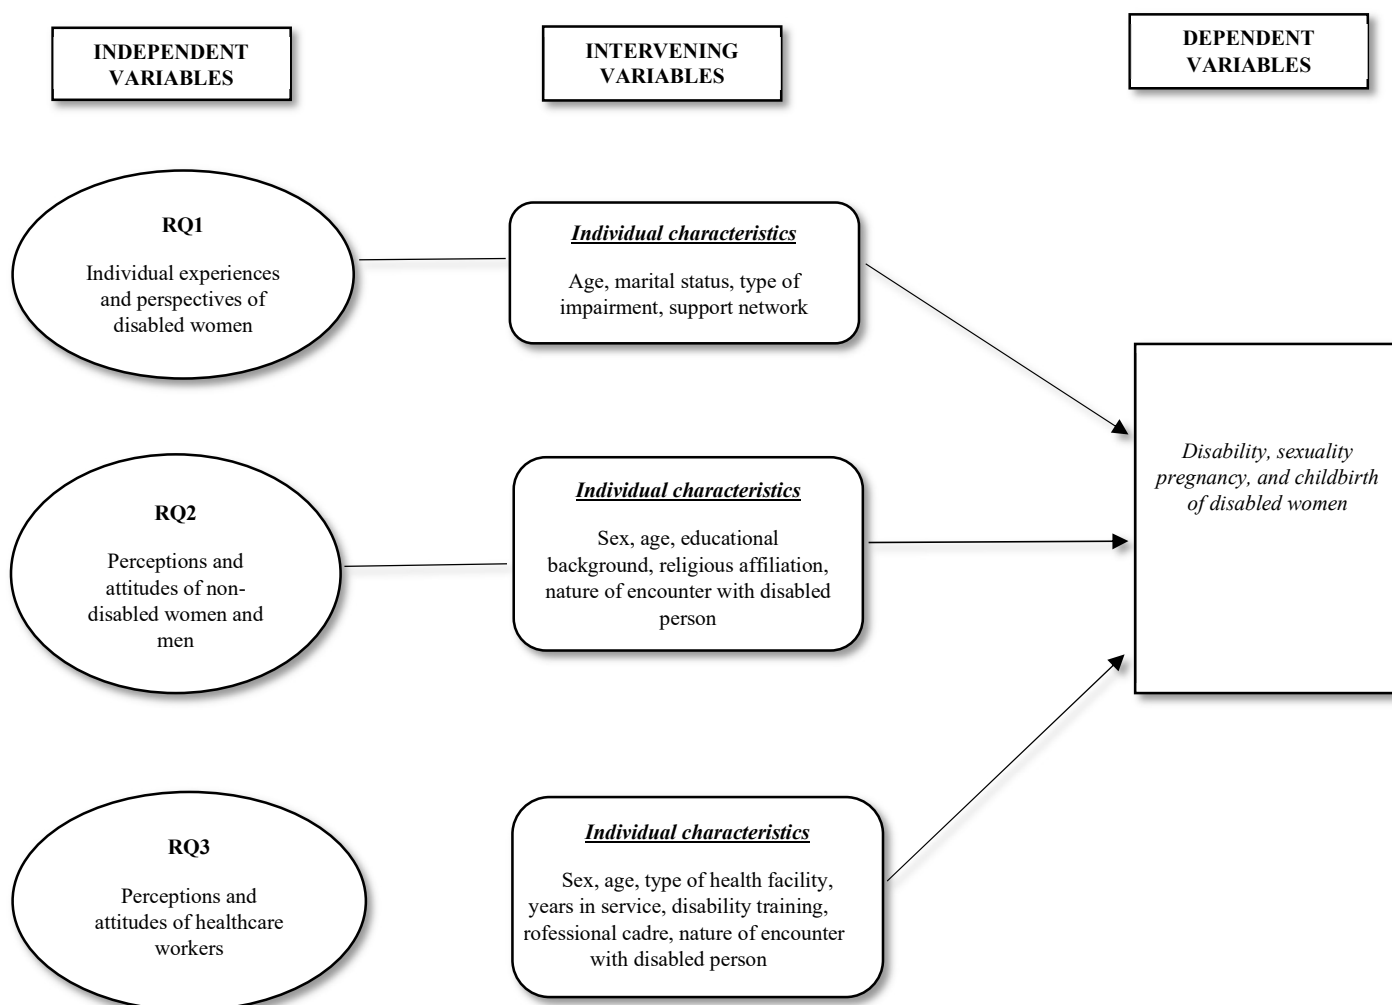 INDEPENDENT
VARIABLES
INTERVENING
VARIABLES
DEPENDENT
VARIABLES
RQ1
Individual experiences
and perspectives of
disabled women
Individual characteristics
Age, marital status, type of
impairment, support network
RQ2
Perceptions and
attitudes of non-
disabled women and
men
Individual characteristics
Sex, age, educational
background, religious affiliation,
nature of encounter with disabled
person
Disability, sexuality
pregnancy, and childbirth
of disabled women
RQ3
Perceptions and
attitudes of healthcare
workers
Individual characteristics
Sex, age, type of health facility,
years in service, disability training,
rofessional cadre, nature of encounter
with disabled person